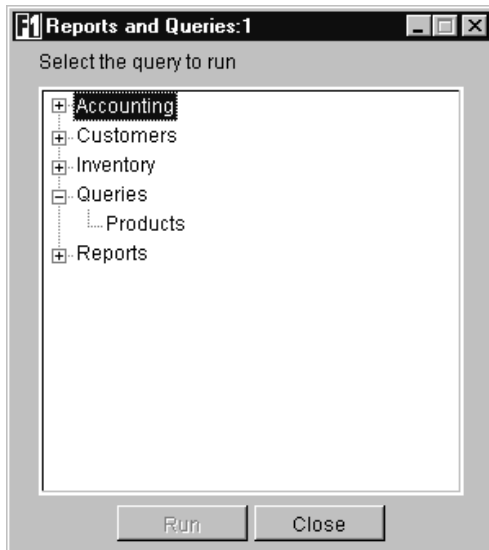 F1 Reports and Queries:1
Select the query to run
Accounting
Customers
Inventory
Queries
Products
Reports
Run Close